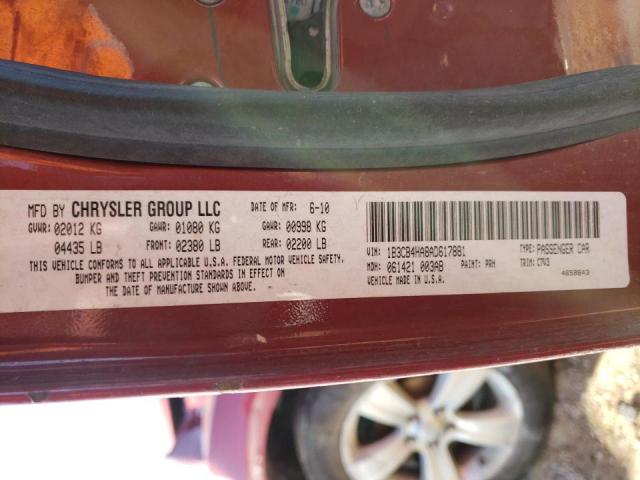 MFD BY CHRYSLER GROUP LLC DATE OF MFR: 6-10
GVWR: 02012 KG GAWR: 01080 KG GAWR: 00998 KG
04435 LB FRONT: 02380 LB REAR: 02200 LB
THIS VEHICLE CONFORMS TO ALL APPLICABLE U.S.A. FEDERAL MOTOR VEHICLE SAFETY,
BUMPER AND THEFT PREVENTION STANDARDS IN EFFECT ON
THE DATE OF MANUFACTURE SHOWN ABOVE.
VIN: 1B3CB4HA8AD617881 TYPE: PASSENGER CAR
MDH: 061421 003AB PAINT: PRH TRIM: C7V3
VEHICLE MADE IN U.S.A. 4658843